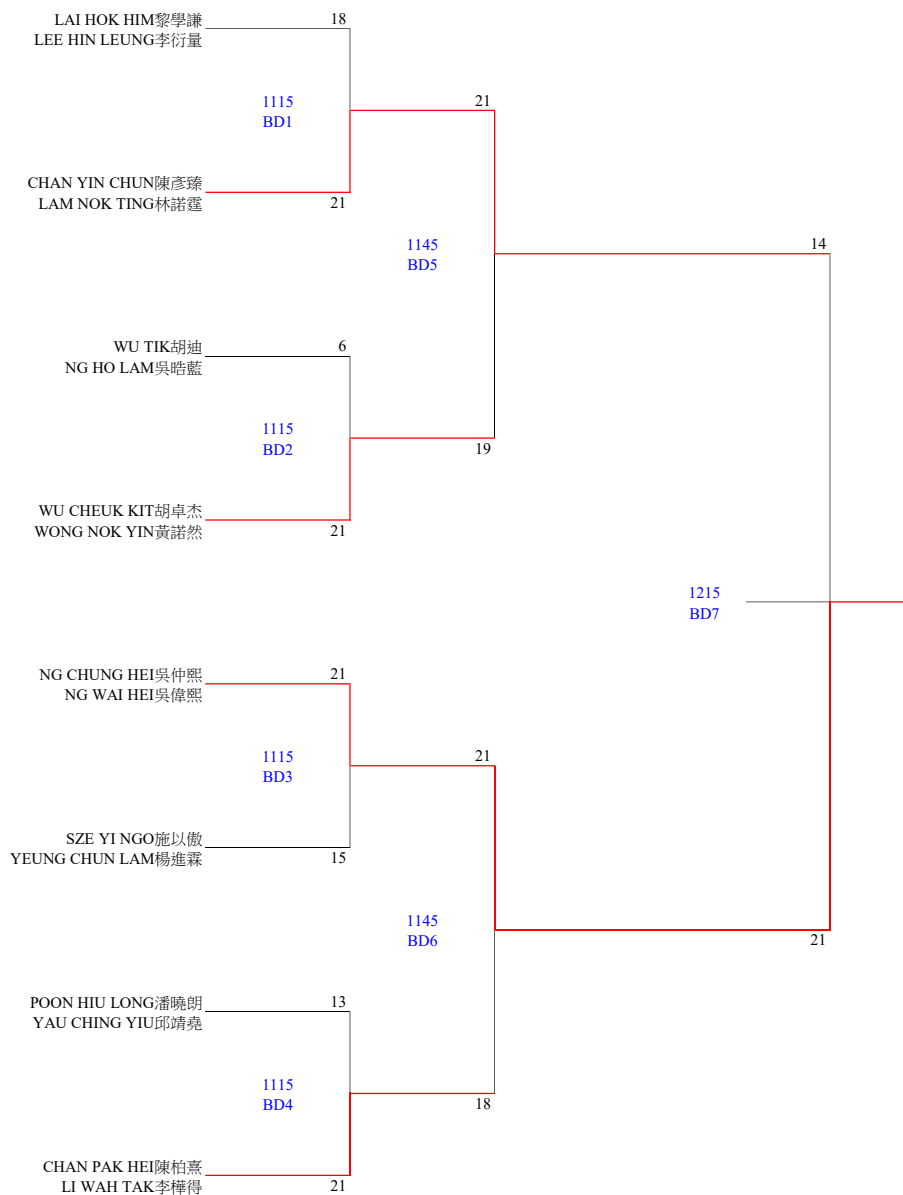 LAI HOK HIM黎學謙
LEE HIN LEUNG李衍量
18
1115
BD1
21
CHAN YIN CHUN陳彥臻
LAM NOK TING林諾霆
21
1145
BD5
14
WU TIK胡迪
NG HO LAM吳晧藍
6
1115
BD2
19
WU CHEUK KIT胡卓杰
WONG NOK YIN黃諾然
21
1215
BD7
NG CHUNG HEI吳仲熙
NG WAI HEI吳偉熙
21
1115
BD3
21
SZE YI NGO施以傲
YEUNG CHUN LAM楊進霖
15
1145
BD6
21
POON HIU LONG潘曉朗
YAU CHING YIU邱靖堯
13
1115
BD4
18
CHAN PAK HEI陳柏熹
LI WAH TAK李樺得
21